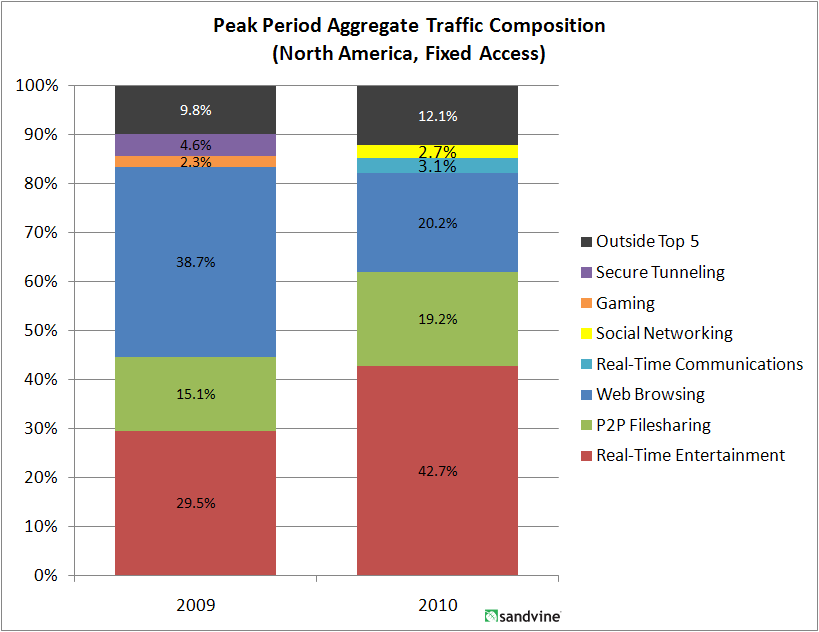 Peak Period Aggregate Traffic Composition
(North America, Fixed Access)
100%
90%
80%
70%
60%
50%
40%
30%
20%
10%
0%
9.8%
4.6%
2.3%
38.7%
15.1%
29.5%
12.1%
2.7%
3.1%
20.2%
19.2%
42.7%
2009
2010
Outside Top 5
Secure Tunneling
Gaming
Social Networking
Real-Time Communications
Web Browsing
P2P Filesharing
Real-Time Entertainment
sandvine